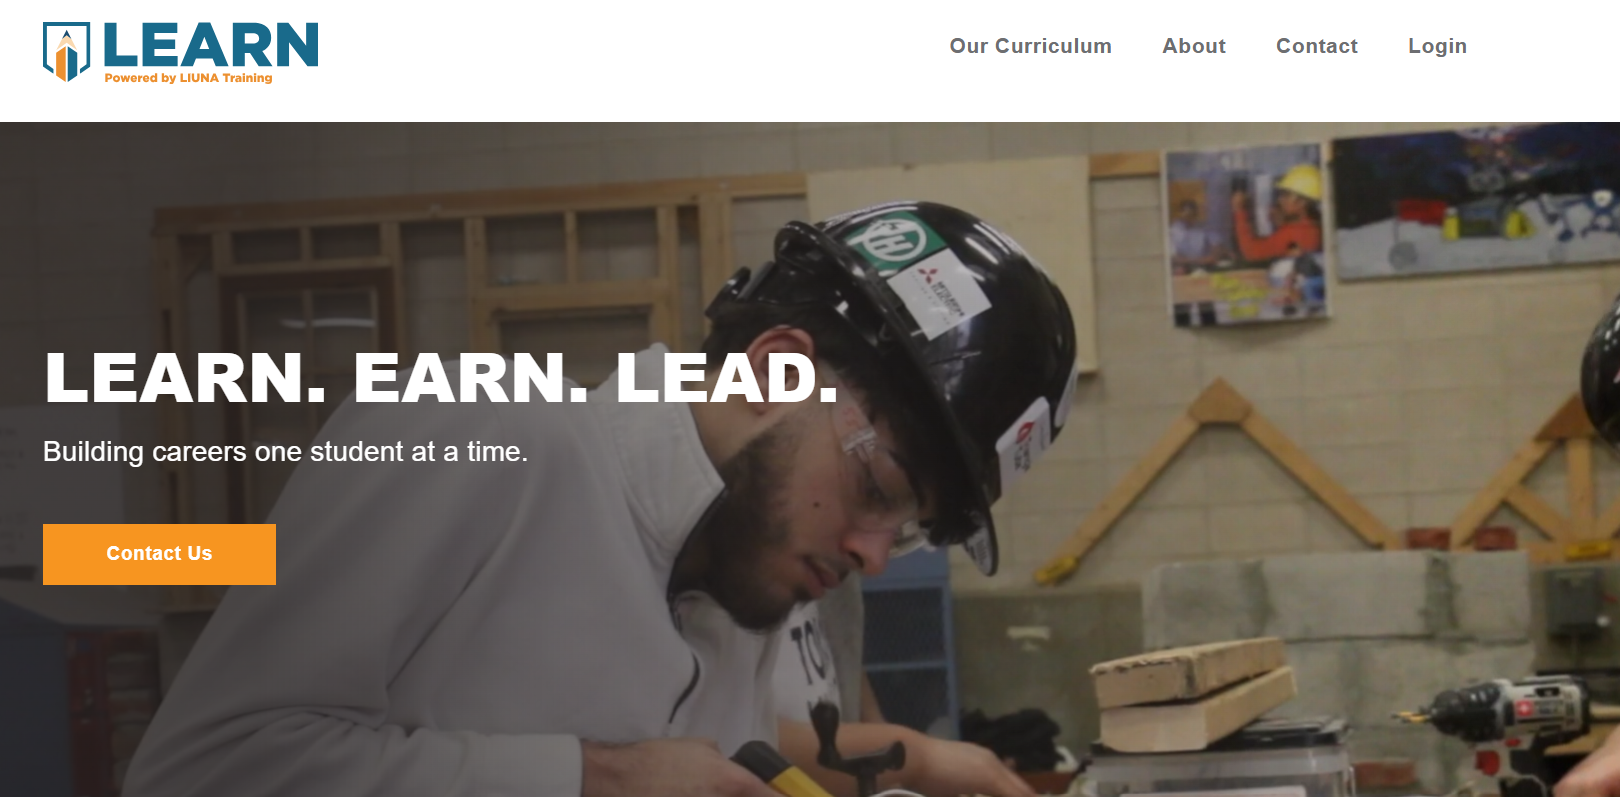 LEARN
Powered by LIUNA Training
Our Curriculum
About
Contact
Login
LEARN. EARN. LEAD.
Building careers one student at a time.
Contact Us
H